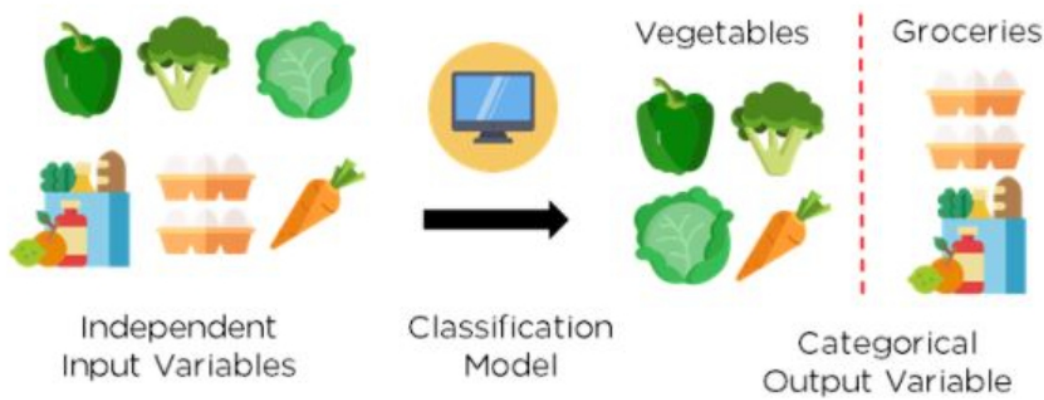 Vegetables
Groceries
Independent
Input Variables
Classification
Model
Categorical
Output Variable